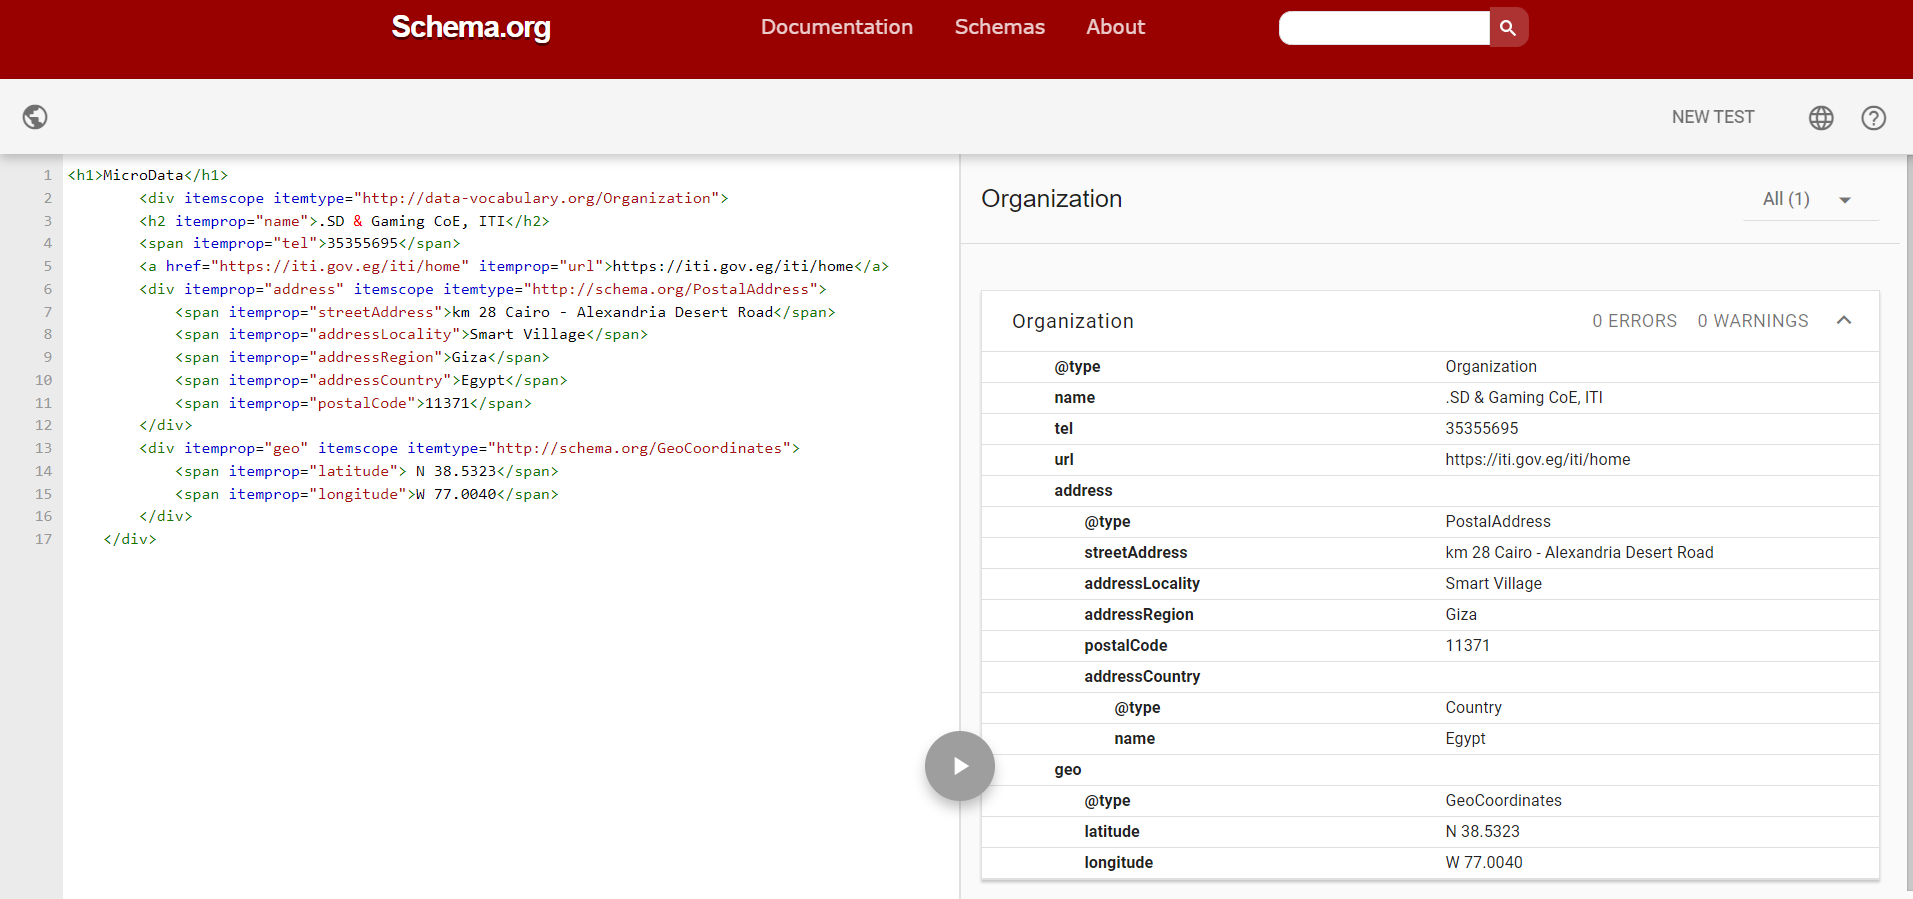 Schema.org
Documentation Schemas About
NEW TEST
1 <h1>MicroData</h1>
2 <div itemscope itemtype="http://data-vocabulary.org/Organization">
3 <h2 itemprop="name">.SD & Gaming CoE, ITI</h2>
4 <span itemprop="tel">35355695</span>
5 <a href="https://iti.gov.eg/iti/home" itemprop="url">https://iti.gov.eg/iti/home</a>
6 <div itemprop="address" itemscope itemtype="http://schema.org/PostalAddress">
7 <span itemprop="streetAddress">km 28 Cairo - Alexandria Desert Road</span>
8 <span itemprop="addressLocality">Smart Village</span>
9 <span itemprop="addressRegion">Giza</span>
10 <span itemprop="addressCountry">Egypt</span>
11 <span itemprop="postalCode">11371</span>
12 </div>
13 <div itemprop="geo" itemscope itemtype="http://schema.org/GeoCoordinates">
14 <span itemprop="latitude"> N 38.5323</span>
15 <span itemprop="longitude">W 77.0040</span>
16 </div>
17 </div>
Organization All (1)
Organization 0 ERRORS 0 WARNINGS
@type Organization
name .SD & Gaming CoE, ITI
tel 35355695
url https://iti.gov.eg/iti/home
address
@type PostalAddress
streetAddress km 28 Cairo - Alexandria Desert Road
addressLocality Smart Village
addressRegion Giza
postalCode 11371
addressCountry
@type Country
name Egypt
geo
@type GeoCoordinates
latitude N 38.5323
longitude W 77.0040